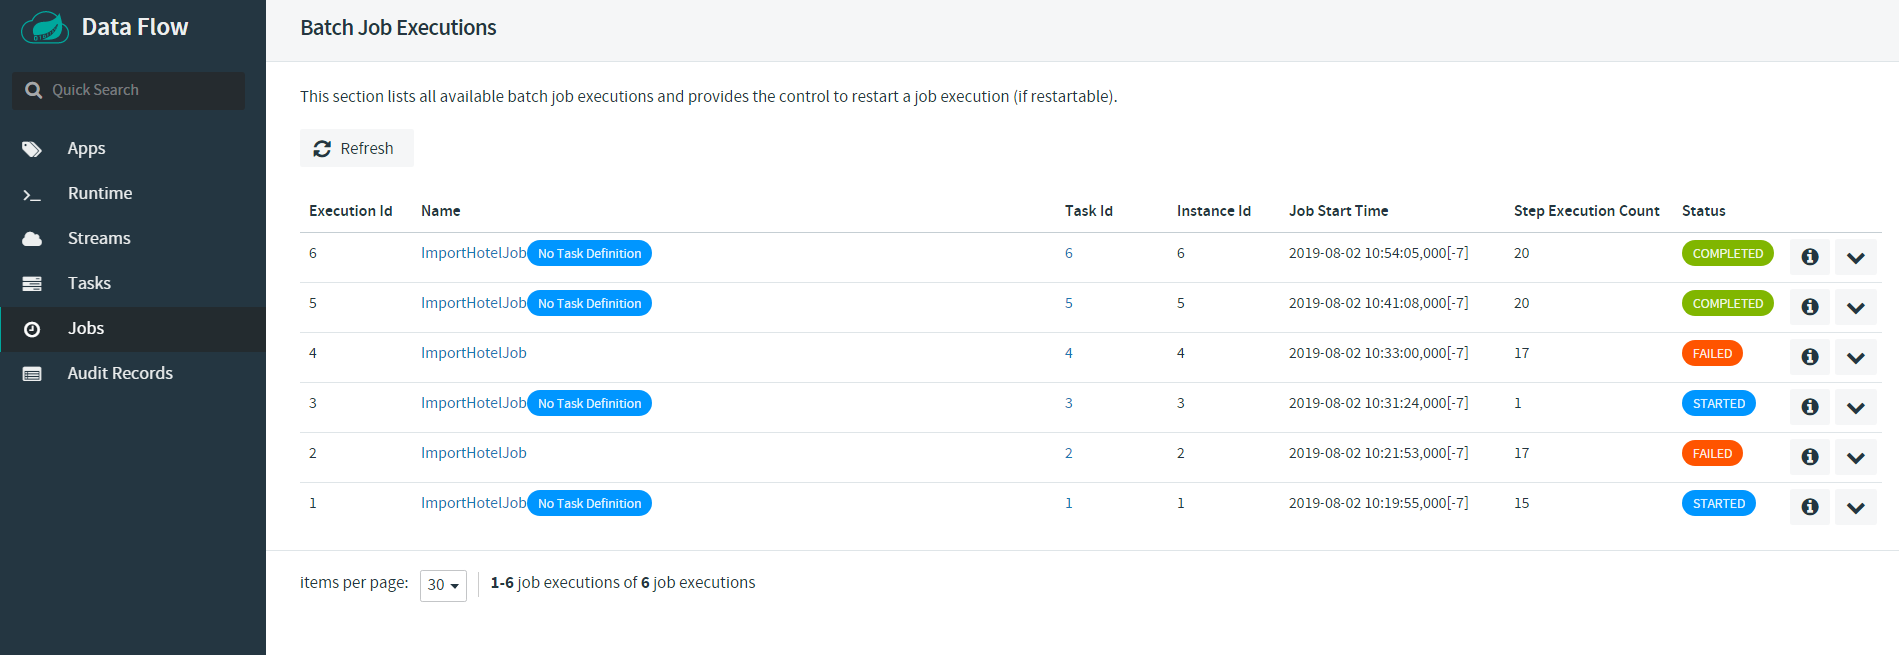 Data Flow
Quick Search
Apps
Runtime
Streams
Tasks
Jobs
Audit Records
Batch Job Executions
This section lists all available batch job executions and provides the control to restart a job execution (if restartable).
Refresh
Execution Id Name Task Id Instance Id Job Start Time Step Execution Count Status
6 ImportHotelJob No Task Definition 6 6 2019-08-02 10:54:05,000[-7] 20 COMPLETED
5 ImportHotelJob No Task Definition 5 5 2019-08-02 10:41:08,000[-7] 20 COMPLETED
4 ImportHotelJob 4 4 2019-08-02 10:33:00,000[-7] 17 FAILED
3 ImportHotelJob No Task Definition 3 3 2019-08-02 10:31:24,000[-7] 1 STARTED
2 ImportHotelJob 2 2 2019-08-02 10:21:53,000[-7] 17 FAILED
1 ImportHotelJob No Task Definition 1 1 2019-08-02 10:19:55,000[-7] 15 STARTED
items per page: 30 1-6 job executions of 6 job executions